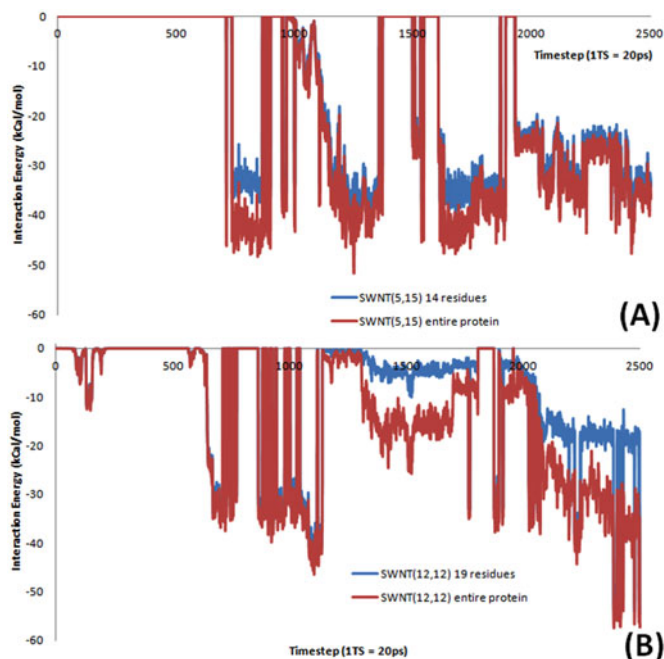 0 500 1000 1500 2000 2500
Timestep (1TS = 20ps)
-10
-20
-30
-40
-50
-60
Interaction Energy (kCal/mol)
SWNT(5,15) 14 residues
SWNT(5,15) entire protein
(A)
0 500 1000 1500 2000 2500
-10
-20
-30
-40
-50
-60
Interaction Energy (kCal/mol)
SWNT(12,12) 19 residues
SWNT(12,12) entire protein
Timestep (1TS = 20ps)
(B)